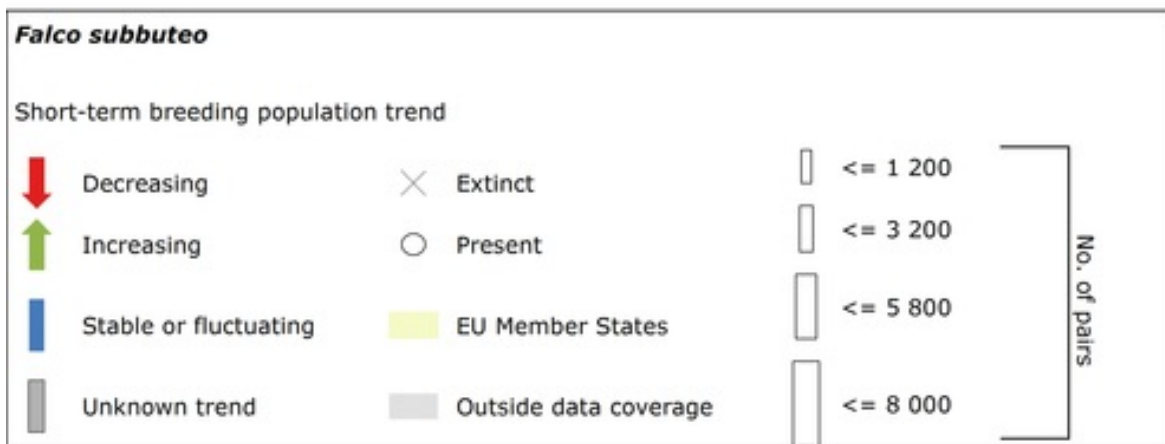 Falco subbuteo
Short-term breeding population trend
Decreasing
Extinct
<= 1 200
Increasing
Present
<= 3 200
Stable or fluctuating
EU Member States
<= 5 800
Unknown trend
Outside data coverage
<= 8 000
No. of pairs